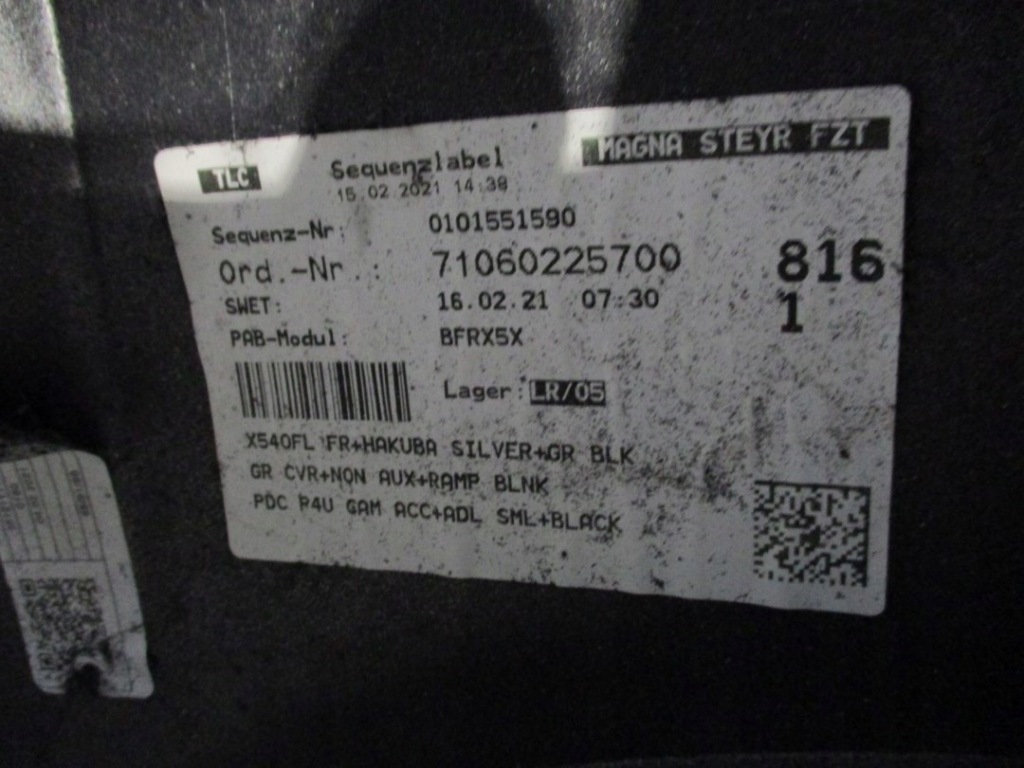 TLC
Sequenzlabel
MAGNA STEYR FZT
15.02.2021 14:38
Sequenz-Nr: 0101551590
Ord.-Nr.: 71060225700
816
SWET: 16.02.21 07:30
1
PAB-Modul: BFRX5X
Lager: LR/05
X540FL FR+HAKUBA SILVER+GR BLK
GR CVR+NON AUX+RAMP BLNK
PDC P4U GAM ACC+ADL SML+BLACK